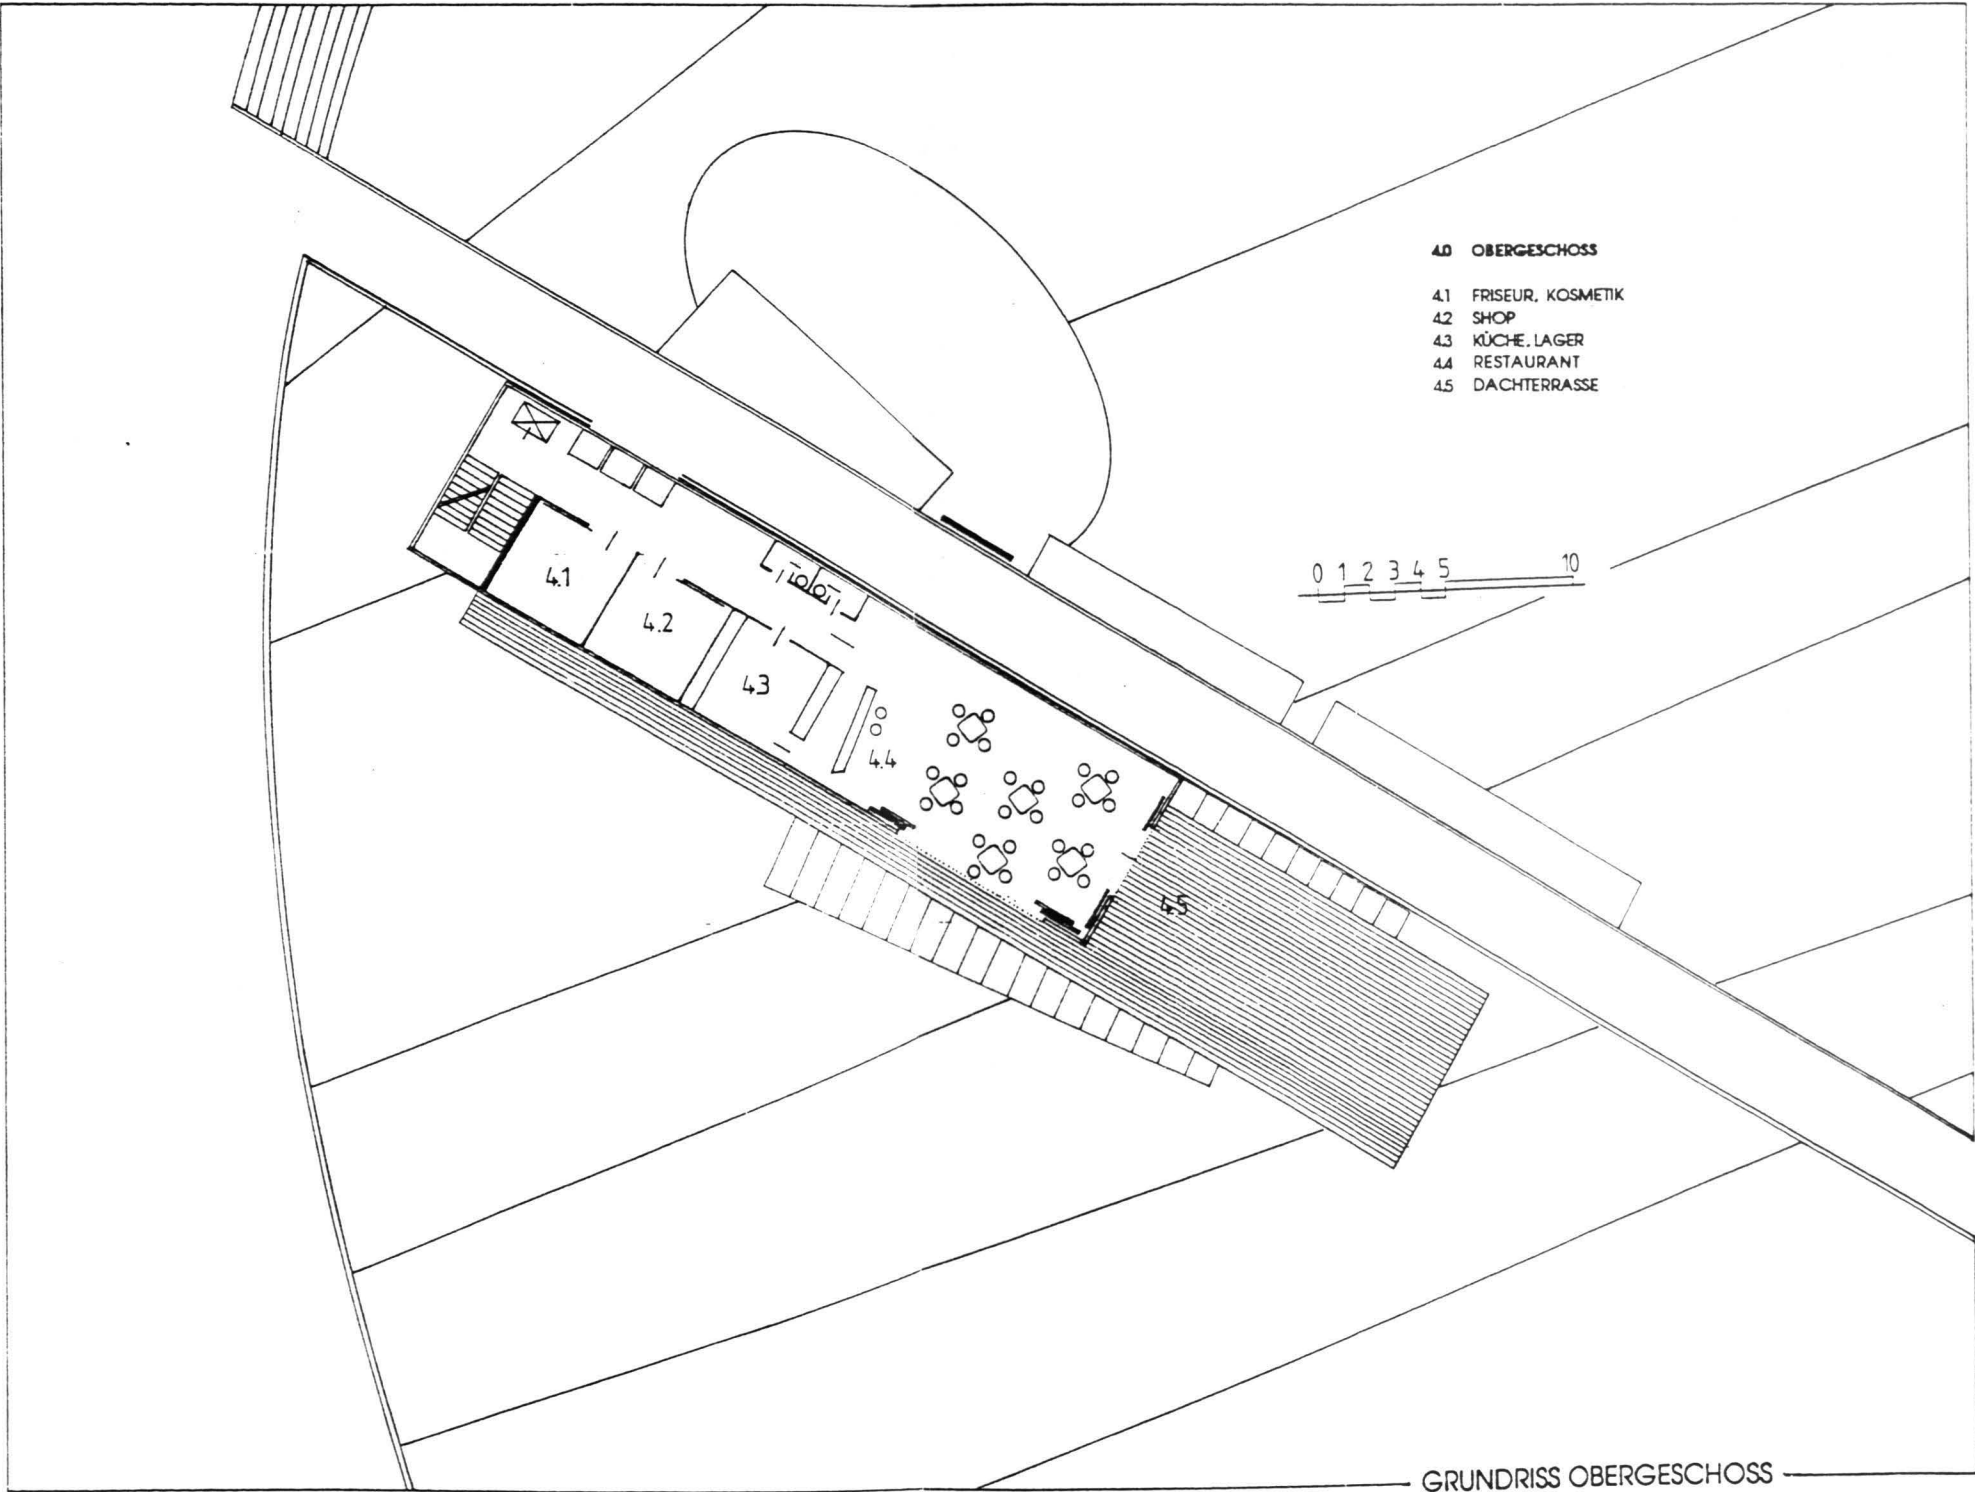 4.0 OBERGESCHOSS
4.1 FRISEUR, KOSMETIK
4.2 SHOP
4.3 KÜCHE, LAGER
4.4 RESTAURANT
4.5 DACHTERRASSE
0 1 2 3 4 5 10
4.1
4.2
4.3
4.4
4.5
GRUNDRISS OBERGESCHOSS